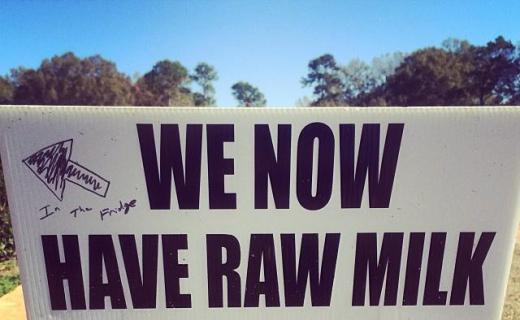 WE NOW
In The Fridge
HAVE RAW MILK